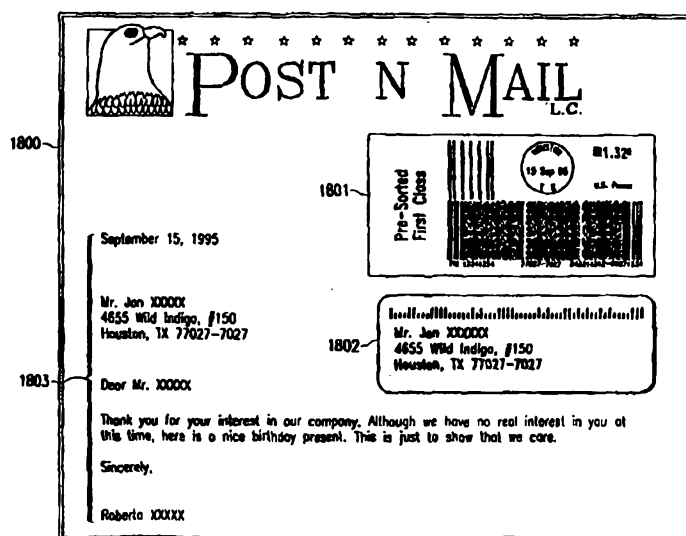 POST N MAIL
L.C.
1800
1801
Pre-Sorted
First Class
HOUSTON
19 Sep 95
T X
1.32
U.S. Postage
77027-7027
September 15, 1995
Mr. Jon XXXXX
4655 Wild Indigo, #150
Houston, TX 77027-7027
1802
Mr. Jon XXXXXX
4655 Wild Indigo, #150
Houston, TX 77027-7027
1803
Dear Mr. XXXXX
Thank you for your interest in our company. Although we have no real interest in you at
this time, here is a nice birthday present. This is just to show that we care.
Sincerely,
Roberta XXXXX